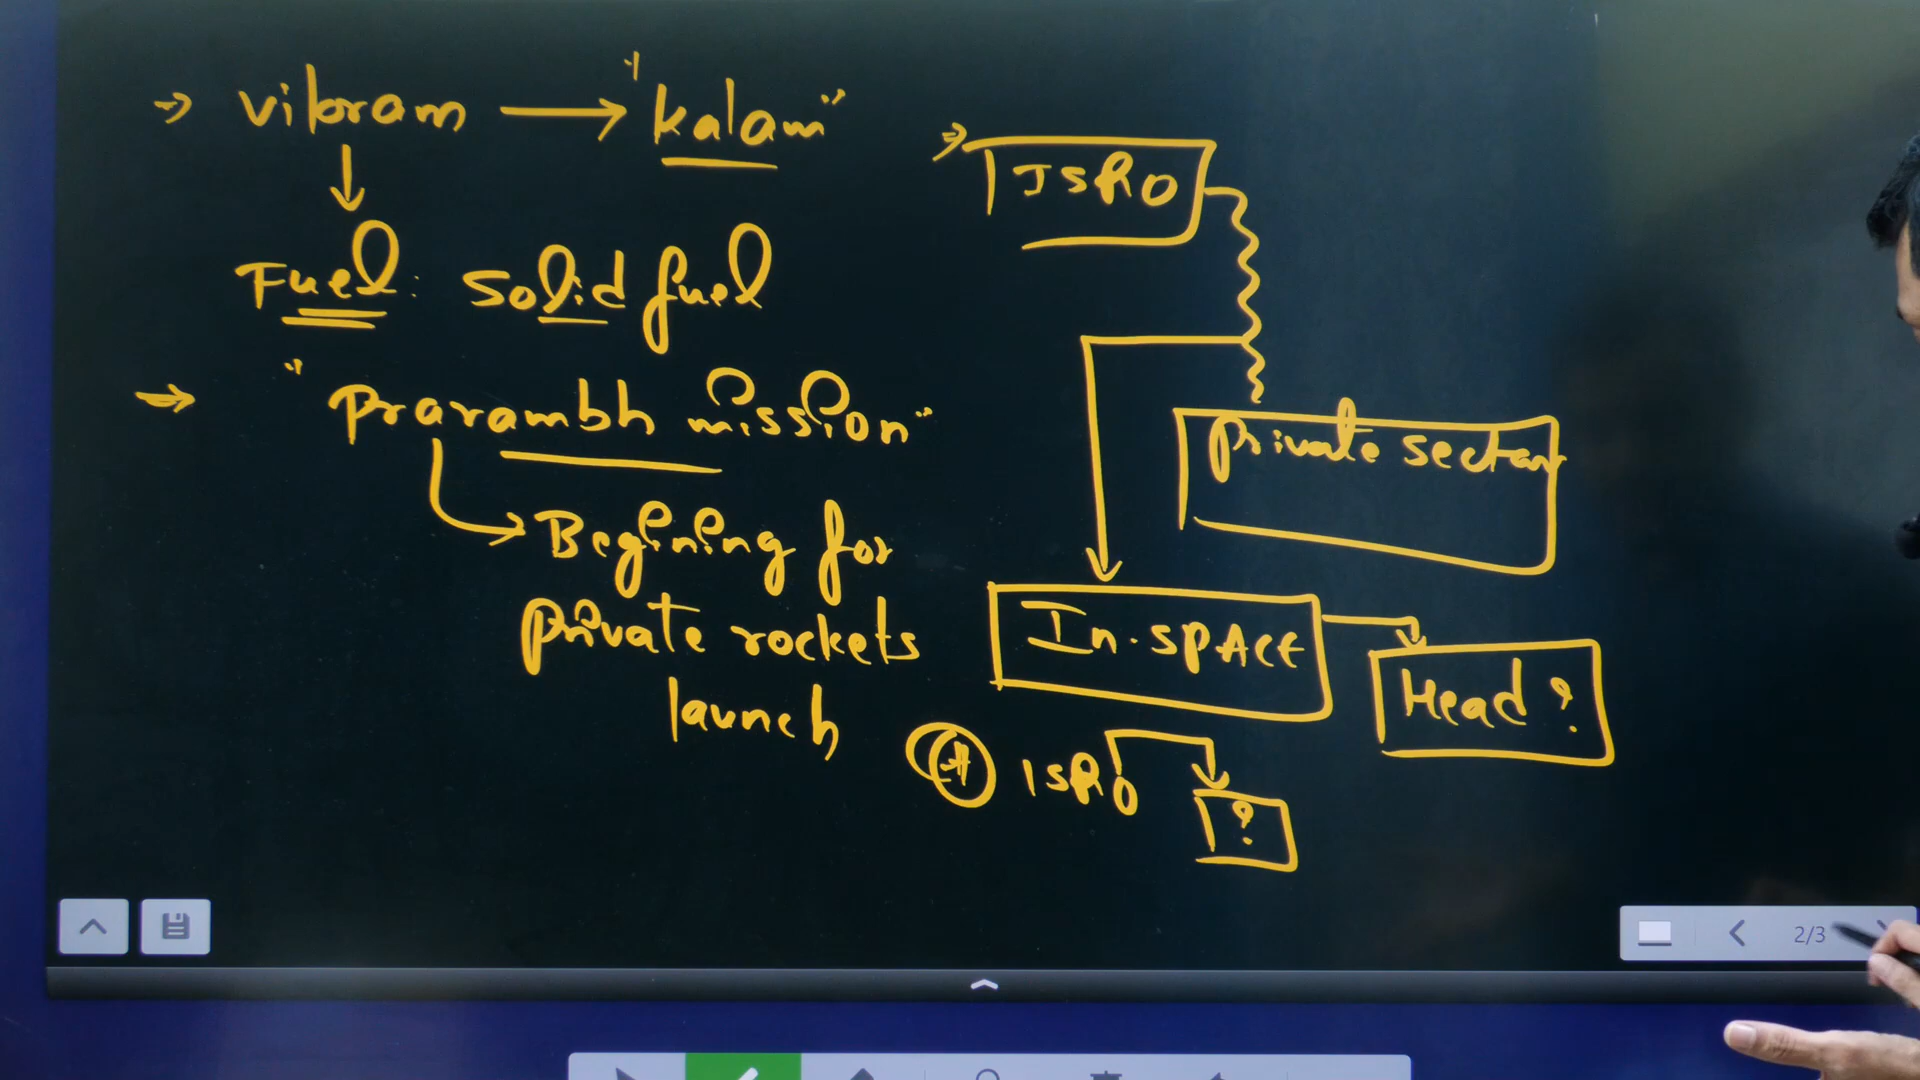 → vikram → "kalam"
Fuel: Solid fuel
→ "prarambh mission"
Begining for
private rockets
launch
→ ISRO
private sector
In-SPACE
Head ?
* ISRO
?
2/3